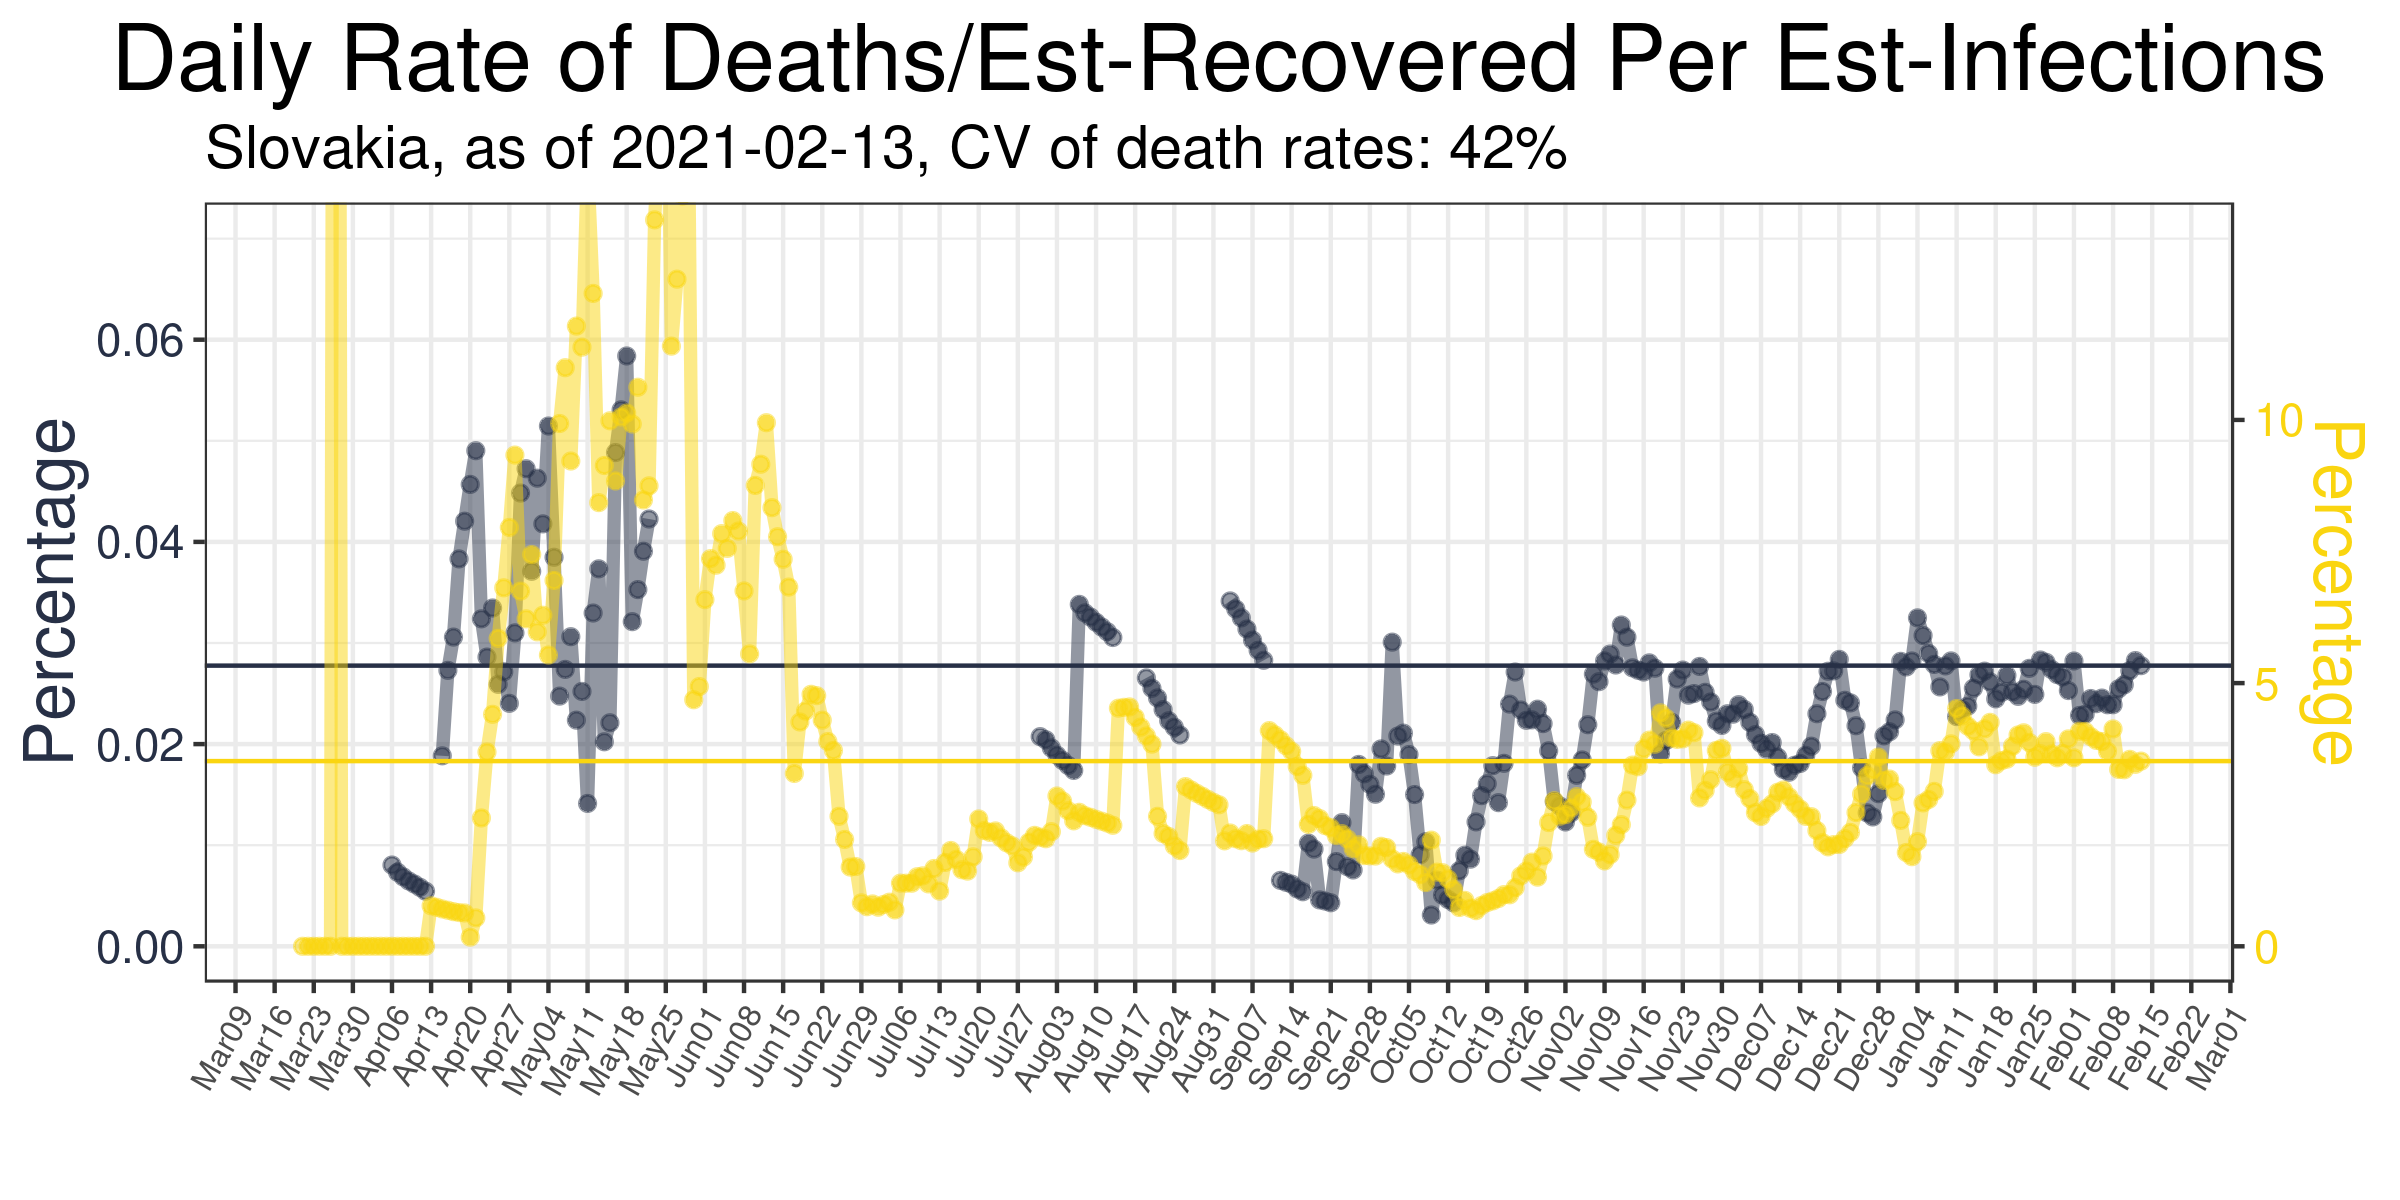 Daily Rate of Deaths/Est-Recovered Per Est-Infections
Slovakia, as of 2021-02-13, CV of death rates: 42%
Percentage
0.06
0.04
0.02
0.00
10
5
0
Percentage
Mar09
Mar16
Mar23
Mar30
Apr06
Apr13
Apr20
Apr27
May04
May11
May18
May25
Jun01
Jun08
Jun15
Jun22
Jun29
Jul06
Jul13
Jul20
Jul27
Aug03
Aug10
Aug17
Aug24
Aug31
Sep07
Sep14
Sep21
Sep28
Oct05
Oct12
Oct19
Oct26
Nov02
Nov09
Nov16
Nov23
Nov30
Dec07
Dec14
Dec21
Dec28
Jan04
Jan11
Jan18
Jan25
Feb01
Feb08
Feb15
Feb22
Mar01